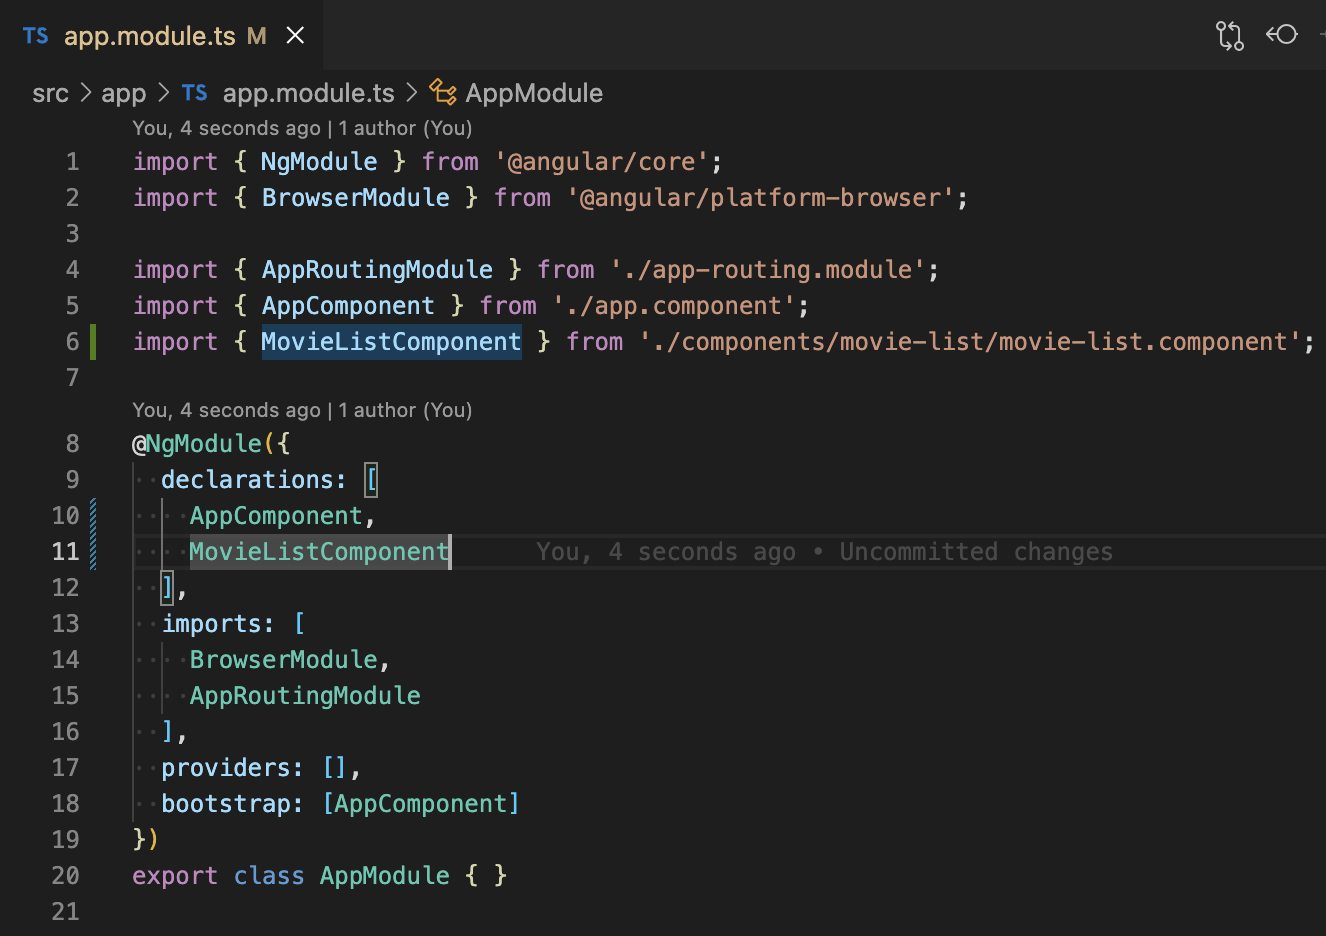 TS app.module.ts M
src > app > TS app.module.ts > AppModule
You, 4 seconds ago | 1 author (You)
1 import { NgModule } from '@angular/core';
2 import { BrowserModule } from '@angular/platform-browser';
3
4 import { AppRoutingModule } from './app-routing.module';
5 import { AppComponent } from './app.component';
6 import { MovieListComponent } from './components/movie-list/movie-list.component';
7
You, 4 seconds ago | 1 author (You)
8 @NgModule({
9   declarations: [
10     AppComponent,
11     MovieListComponent You, 4 seconds ago • Uncommitted changes
12   ],
13   imports: [
14     BrowserModule,
15     AppRoutingModule
16   ],
17   providers: [],
18   bootstrap: [AppComponent]
19 })
20 export class AppModule { }
21